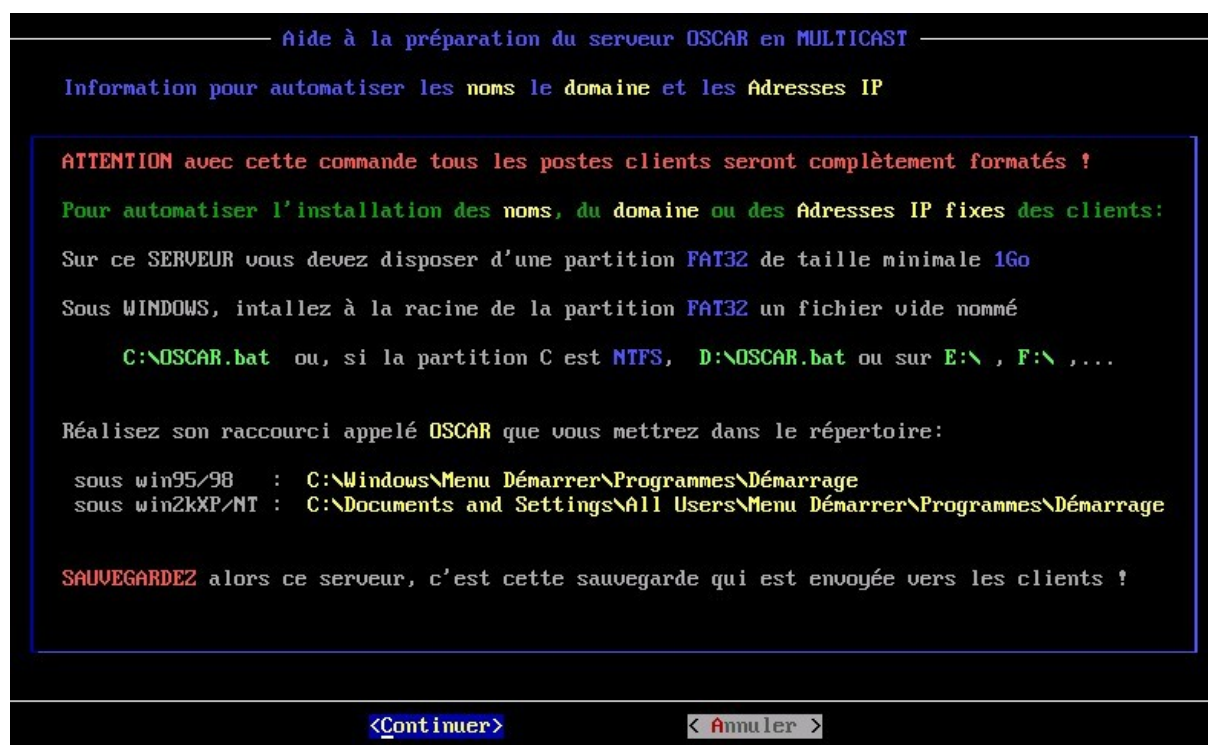 Aide à la préparation du serveur OSCAR en MULTICAST
Information pour automatiser les noms le domaine et les Adresses IP
ATTENTION avec cette commande tous les postes clients seront complètement formatés !
Pour automatiser l'installation des noms, du domaine ou des Adresses IP fixes des clients:
Sur ce SERVEUR vous devez disposer d'une partition FAT32 de taille minimale 1Go
Sous WINDOWS, intallez à la racine de la partition FAT32 un fichier vide nommé
C:\OSCAR.bat ou, si la partition C est NTFS, D:\OSCAR.bat ou sur E:\ , F:\ ,...
Réalisez son raccourci appelé OSCAR que vous mettrez dans le répertoire:
sous win95/98 : C:\Windows\Menu Démarrer\Programmes\Démarrage
sous win2kXP/NT : C:\Documents and Settings\All Users\Menu Démarrer\Programmes\Démarrage
SAUVEGARDEZ alors ce serveur, c'est cette sauvegarde qui est envoyée vers les clients !
<Continuer> < Annuler >